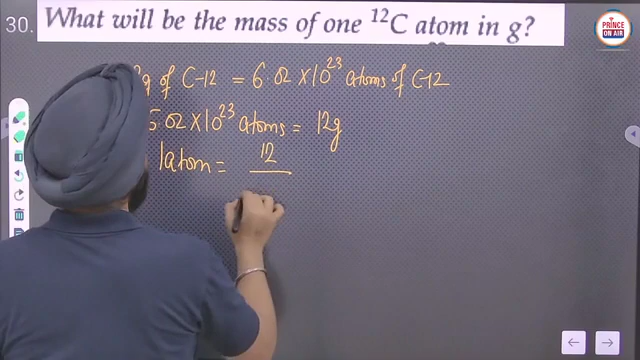 30. What will be the mass of one ¹²C atom in g?
PRINCE
ON AIR
g of C-12 = 6.02 × 10²³ atoms of C-12
6.02 × 10²³ atoms = 12g
1 atom = 12